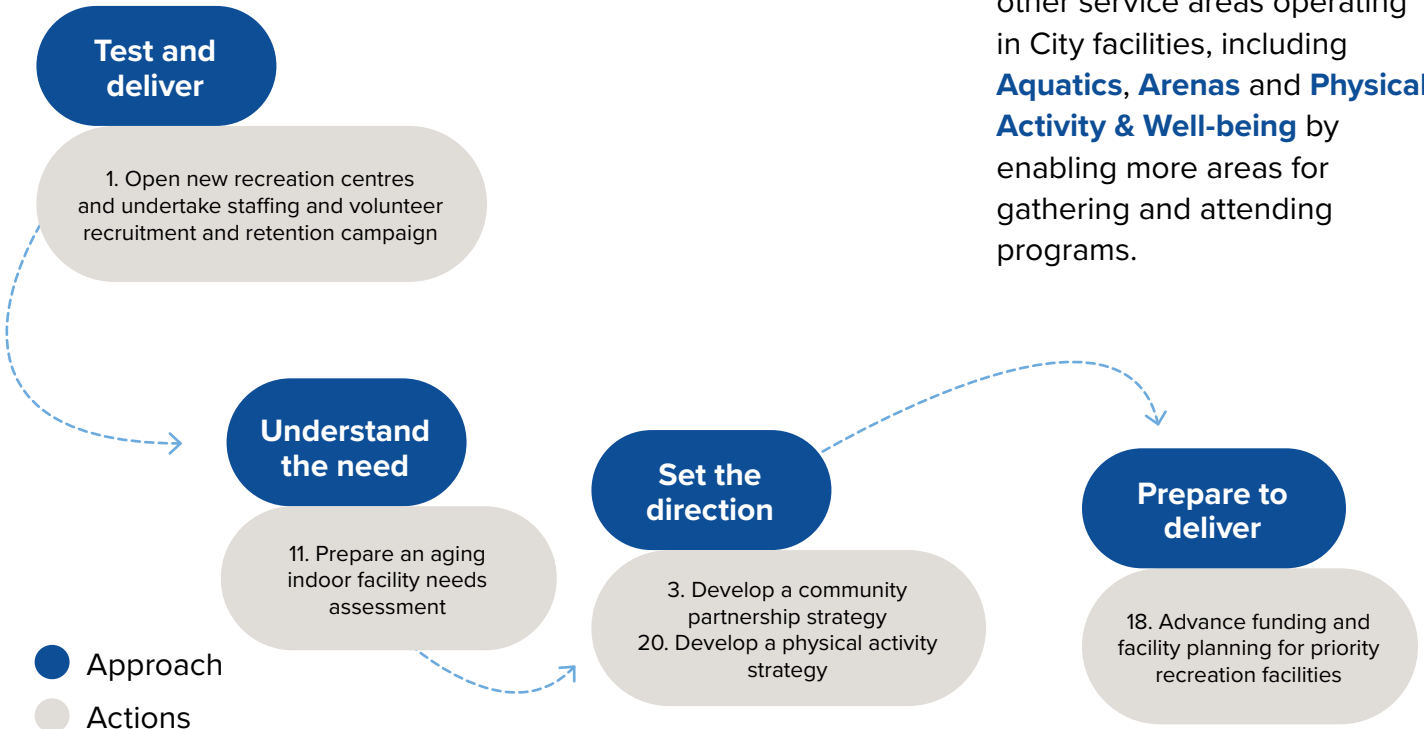 Test and
deliver
1. Open new recreation centres
and undertake staffing and volunteer
recruitment and retention campaign
other service areas operating
in City facilities, including
Aquatics, Arenas and Physical
Activity & Well-being by
enabling more areas for
gathering and attending
programs.
Understand
the need
11. Prepare an aging
indoor facility needs
assessment
Set the
direction
3. Develop a community
partnership strategy
20. Develop a physical activity
strategy
Prepare to
deliver
18. Advance funding and
facility planning for priority
recreation facilities
Approach
Actions